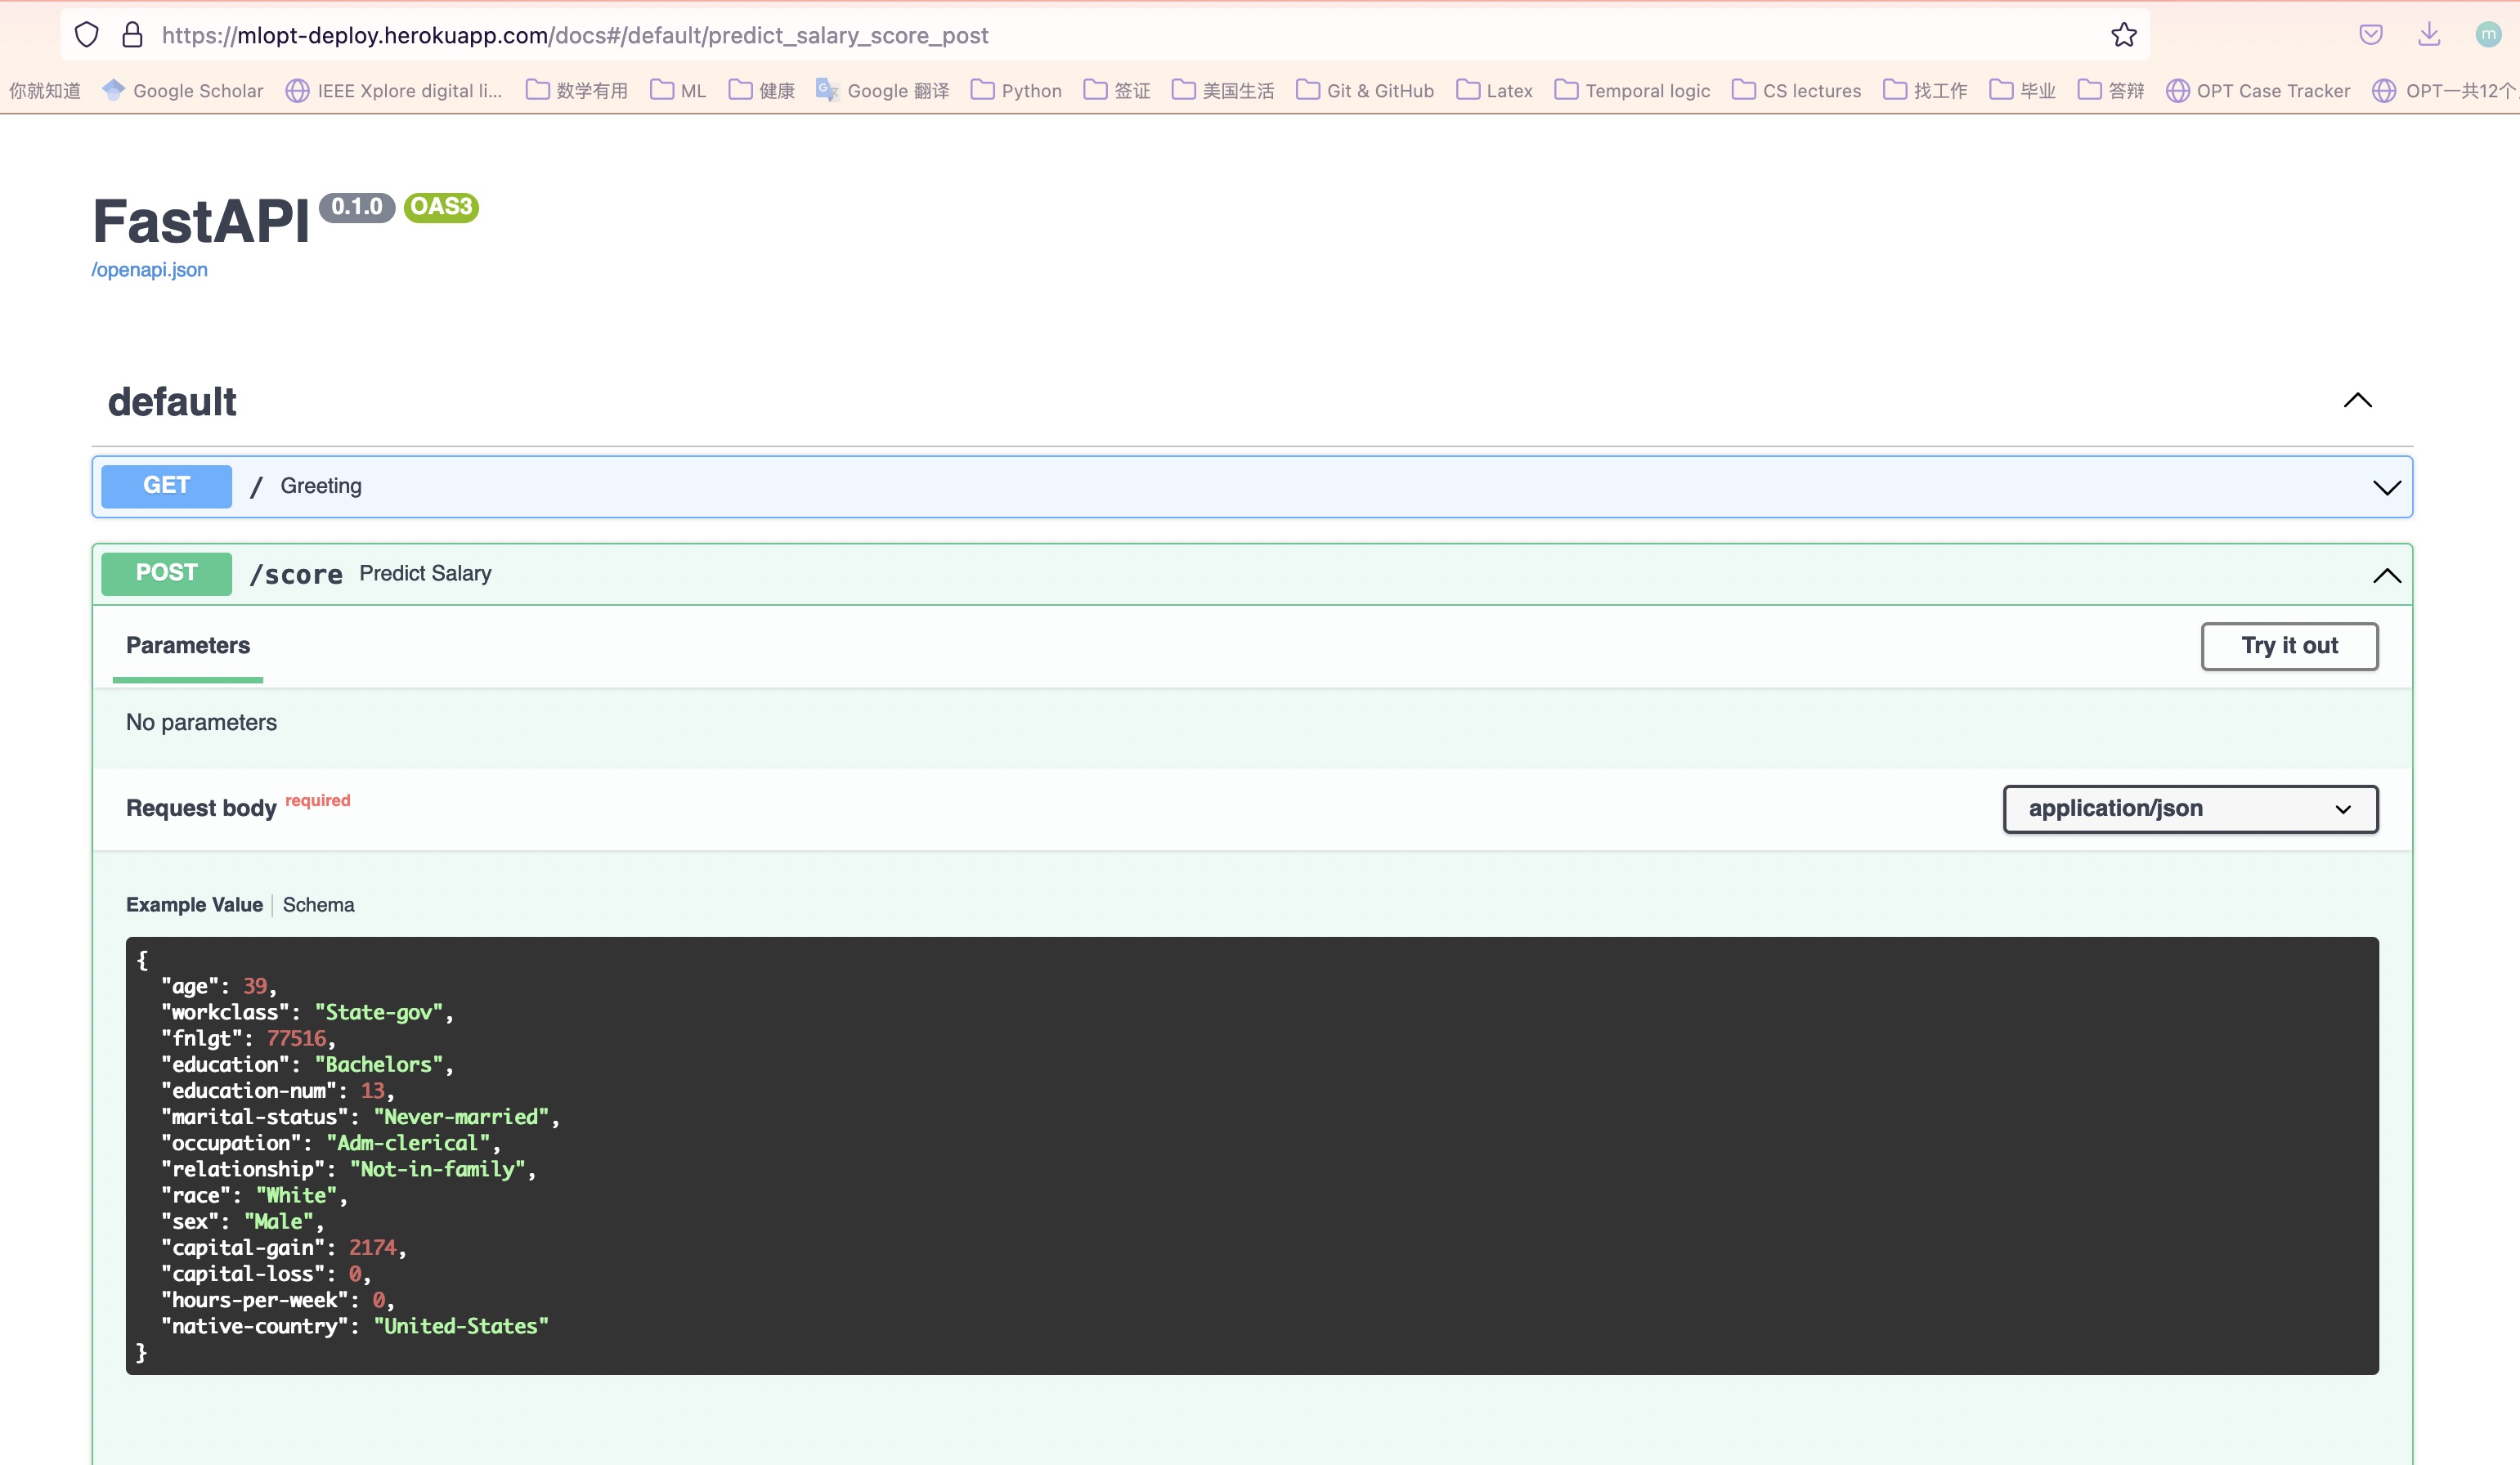 https://mlopt-deploy.herokuapp.com/docs#/default/predict_salary_score_post
m
你就知道 Google Scholar IEEE Xplore digital li... 数学有用 ML 健康 Google 翻译 Python 签证 美国生活 Git & GitHub Latex Temporal logic CS lectures 找工作 毕业 答辩 OPT Case Tracker OPT一共12个
FastAPI 0.1.0 OAS3
/openapi.json
default
GET / Greeting
POST /score Predict Salary
Parameters Try it out
No parameters
Request body required application/json
Example Value Schema
{
"age": 39,
"workclass": "State-gov",
"fnlgt": 77516,
"education": "Bachelors",
"education-num": 13,
"marital-status": "Never-married",
"occupation": "Adm-clerical",
"relationship": "Not-in-family",
"race": "White",
"sex": "Male",
"capital-gain": 2174,
"capital-loss": 0,
"hours-per-week": 0,
"native-country": "United-States"
}